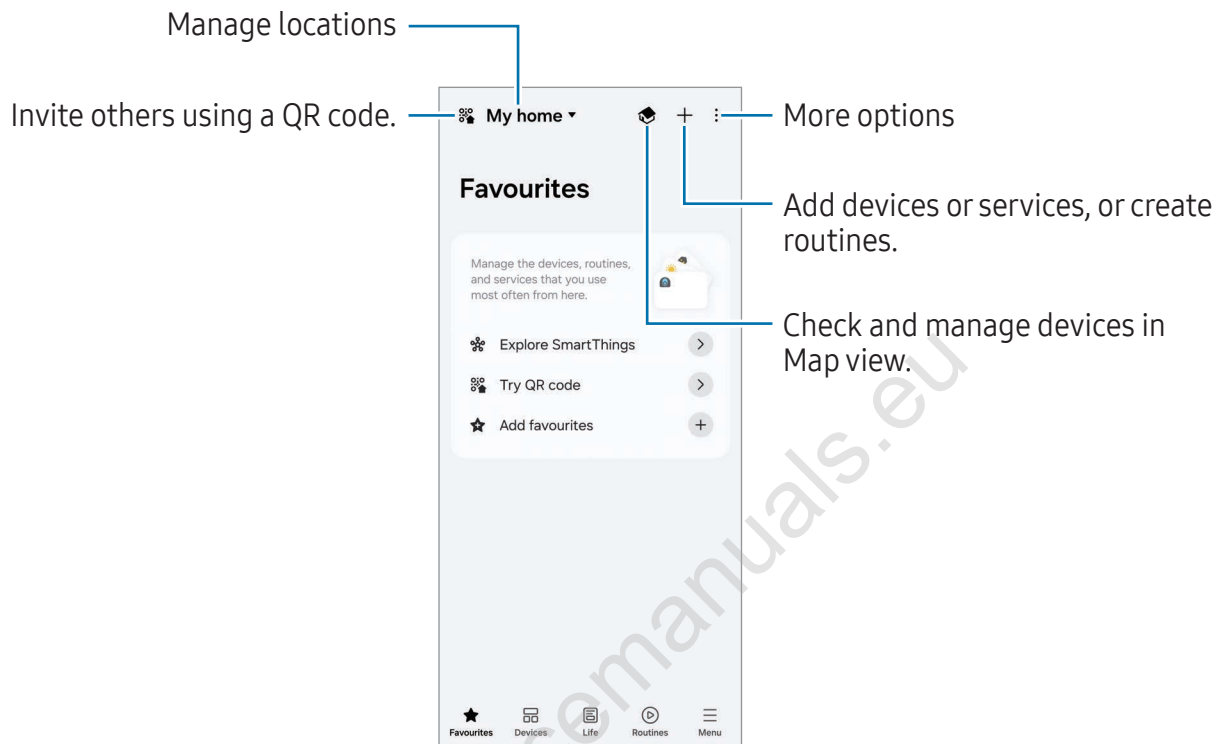 Manage locations
Invite others using a QR code.
My home
More options
Favourites
Add devices or services, or create
routines.
Manage the devices, routines,
and services that you use
most often from here.
Check and manage devices in
Map view.
Explore SmartThings
Try QR code
Add favourites
Favourites
Devices
Life
Routines
Menu